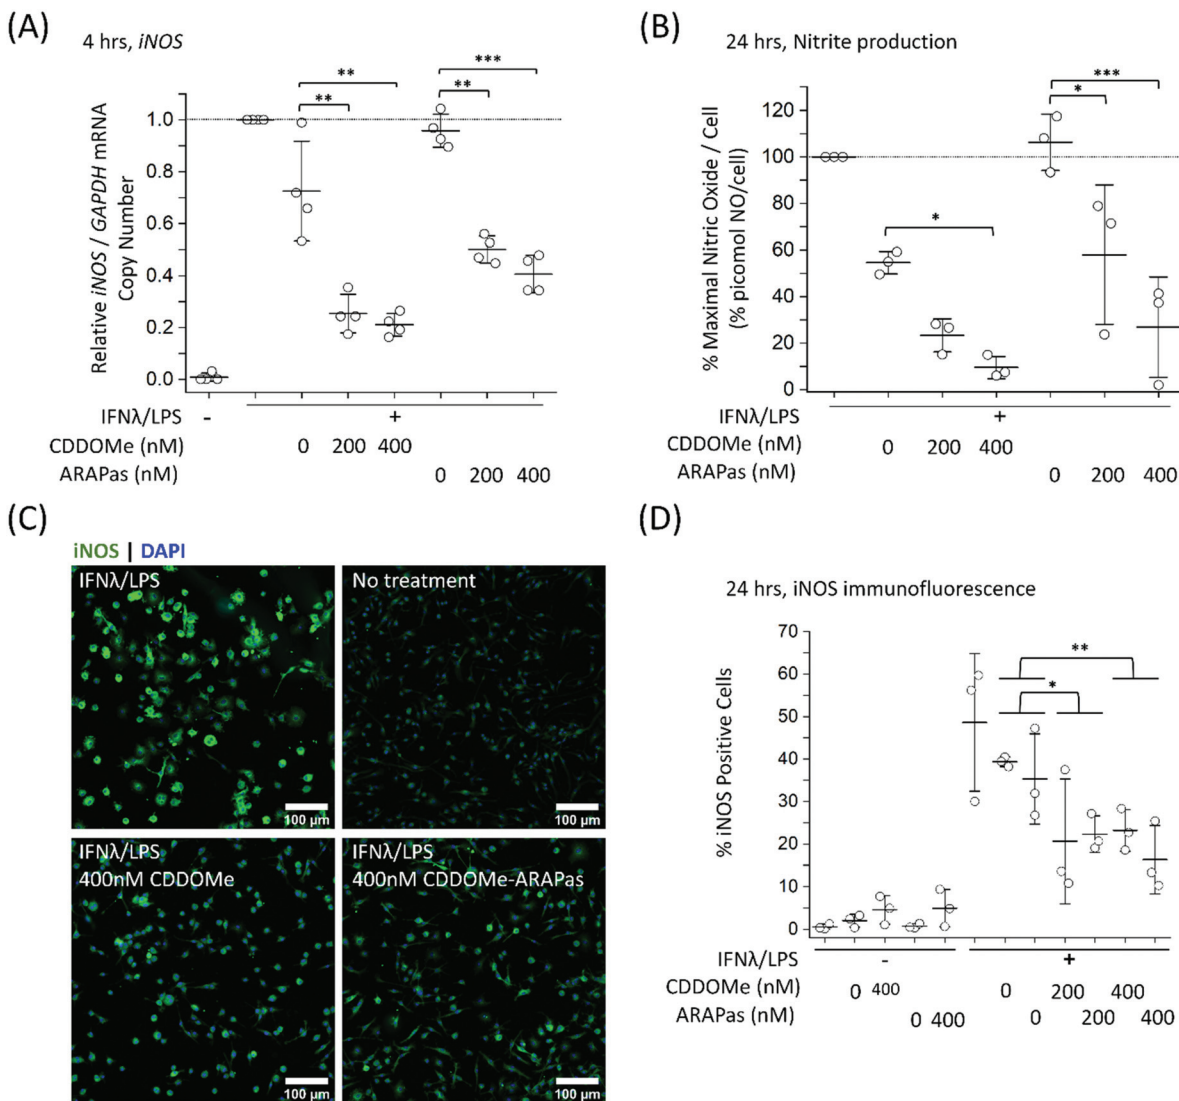 (A)
4 hrs, iNOS
Relative iNOS / GAPDH mRNA
Copy Number
1.0
0.8
0.6
0.4
0.2
0.0
**
**
***
**
IFNλ/LPS - +
CDDOMe (nM) 0 200 400
ARAPas (nM) 0 200 400
(B)
24 hrs, Nitrite production
% Maximal Nitric Oxide / Cell
(% picomol NO/cell)
120
100
80
60
40
20
0
*
***
*
IFNλ/LPS +
CDDOMe (nM) 0 200 400
ARAPas (nM) 0 200 400
(C)
iNOS | DAPI
IFNλ/LPS
100 µm
No treatment
100 µm
IFNλ/LPS
400nM CDDOMe
100 µm
IFNλ/LPS
400nM CDDOMe-ARAPas
100 µm
(D)
24 hrs, iNOS immunofluorescence
% iNOS Positive Cells
70
60
50
40
30
20
10
0
**
*
IFNλ/LPS - +
CDDOMe (nM) 0 400 0 200 400
ARAPas (nM) 0 400 0 200 400